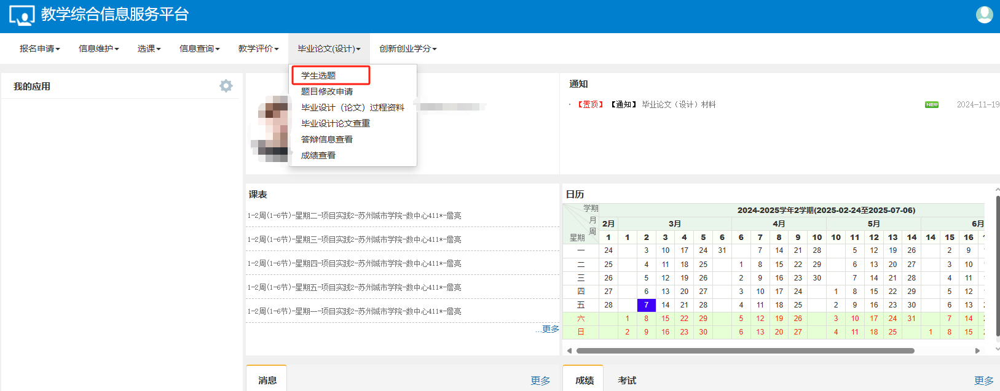 教学综合信息服务平台
报名申请 信息维护 选课 信息查询 教学评价 毕业论文(设计) 创新创业学分
学生选题
题目修改申请
毕业设计（论文）过程资料
毕业设计论文查重
答辩信息查看
成绩查看
我的应用
通知
·【置顶】【通知】 毕业论文（设计）材料 NEW 2024-11-19
课表
1-2周(1-6节)-星期二-项目实践2-苏州城市学院-数中心411*-詹亮
1-2周(1-6节)-星期三-项目实践2-苏州城市学院-数中心411*-詹亮
1-2周(1-6节)-星期四-项目实践2-苏州城市学院-数中心411*-詹亮
1-2周(1-6节)-星期五-项目实践2-苏州城市学院-数中心411*-詹亮
1-2周(1-6节)-星期一-项目实践2-苏州城市学院-数中心411*-詹亮
...更多
日历
学期 2024-2025学年2学期(2025-02-24至2025-07-06)
月 2月 3月 4月 5月 6月
周
星期 1 1 2 3 4 5 6 6 7 8 9 10 10 11 12 13 14 14 15 16
一 24 3 10 17 24 31 7 14 21 28 5 12 19 26 2 9
二 25 4 11 18 25 1 8 15 22 29 6 13 20 27 3 10
三 26 5 12 19 26 2 9 16 23 30 7 14 21 28 4 11
四 27 6 13 20 27 3 10 17 24 1 8 15 22 29 5 12
五 28 7 14 21 28 4 11 18 25 2 9 16 23 30 6 13
六 1 8 15 22 29 5 12 19 26 3 10 17 24 31 7 14
日 2 9 16 23 30 6 13 20 27 4 11 18 25 1 8 15
消息 更多
成绩 考试 更多